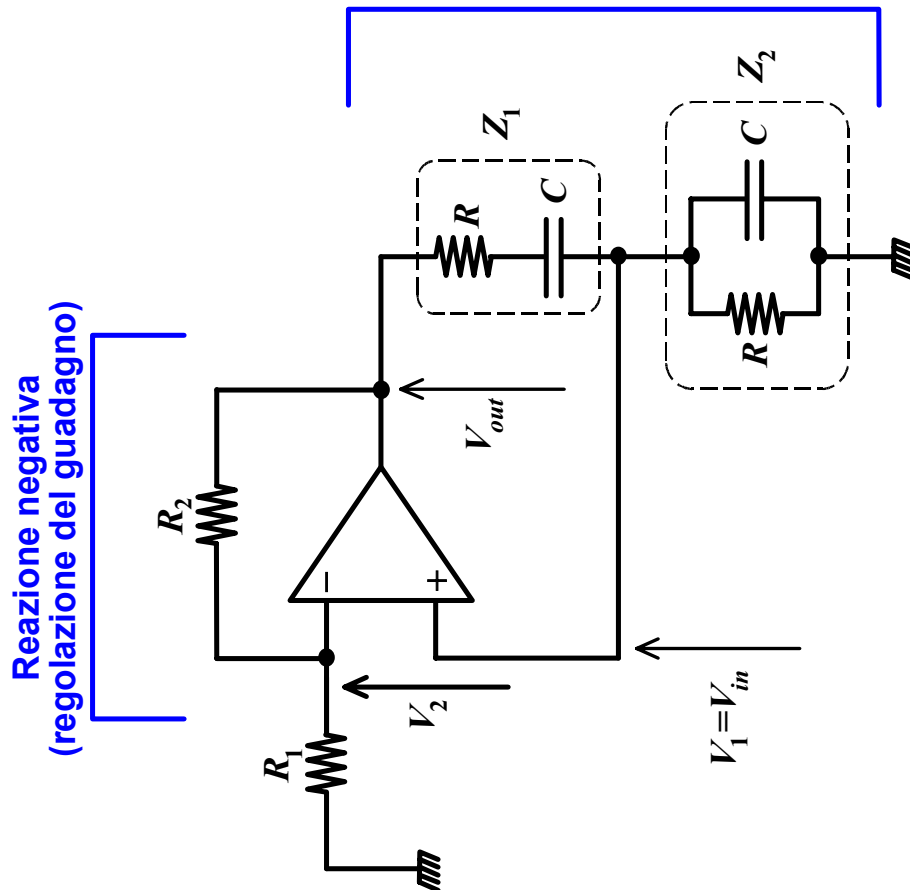 Reazione negativa
(regolazione del guadagno)
R2
R1
−
+
V2
Vout
V1=Vin
Z1
R
C
Z2
R
C